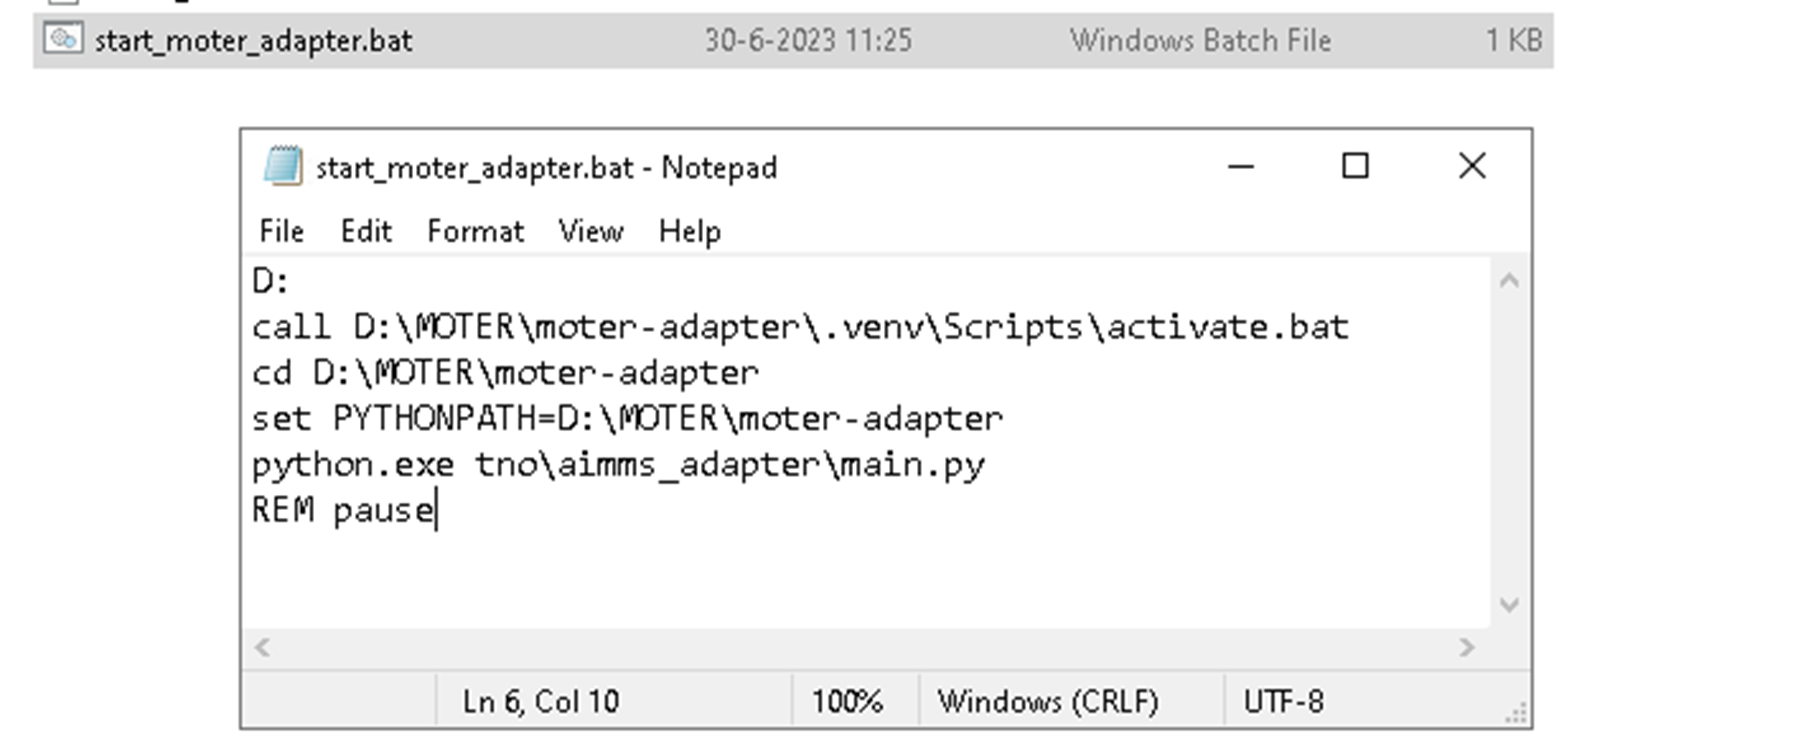 start_moter_adapter.bat 30-6-2023 11:25 Windows Batch File 1 KB
start_moter_adapter.bat - Notepad
File Edit Format View Help
D:
call D:\MOTER\moter-adapter\.venv\Scripts\activate.bat
cd D:\MOTER\moter-adapter
set PYTHONPATH=D:\MOTER\moter-adapter
python.exe tno\aimms_adapter\main.py
REM pause
Ln 6, Col 10 100% Windows (CRLF) UTF-8